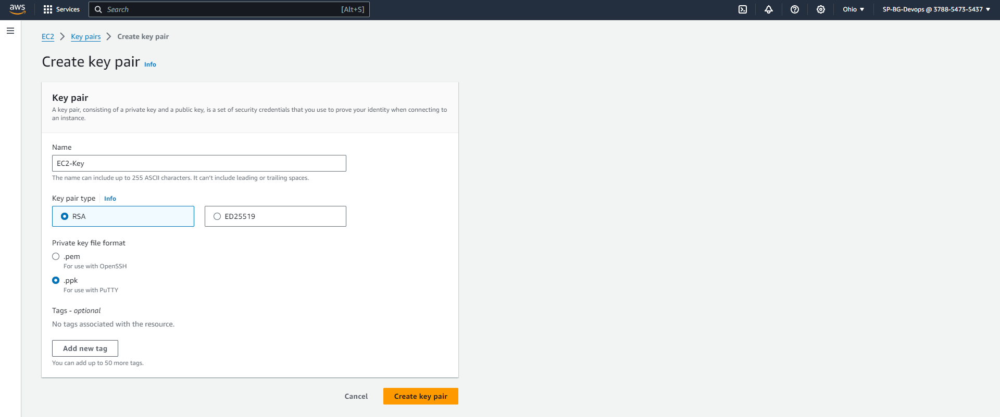 aws Services Search [Alt+S] Ohio SP-BG-Devops @ 3788-5473-5437
EC2 Key pairs Create key pair
Create key pair Info
Key pair
A key pair, consisting of a private key and a public key, is a set of security credentials that you use to prove your identity when connecting to
an instance.
Name
EC2-Key
The name can include up to 255 ASCII characters. It can't include leading or trailing spaces.
Key pair type Info
RSA ED25519
Private key file format
.pem
For use with OpenSSH
.ppk
For use with PuTTY
Tags - optional
No tags associated with the resource.
Add new tag
You can add up to 50 more tags.
Cancel Create key pair